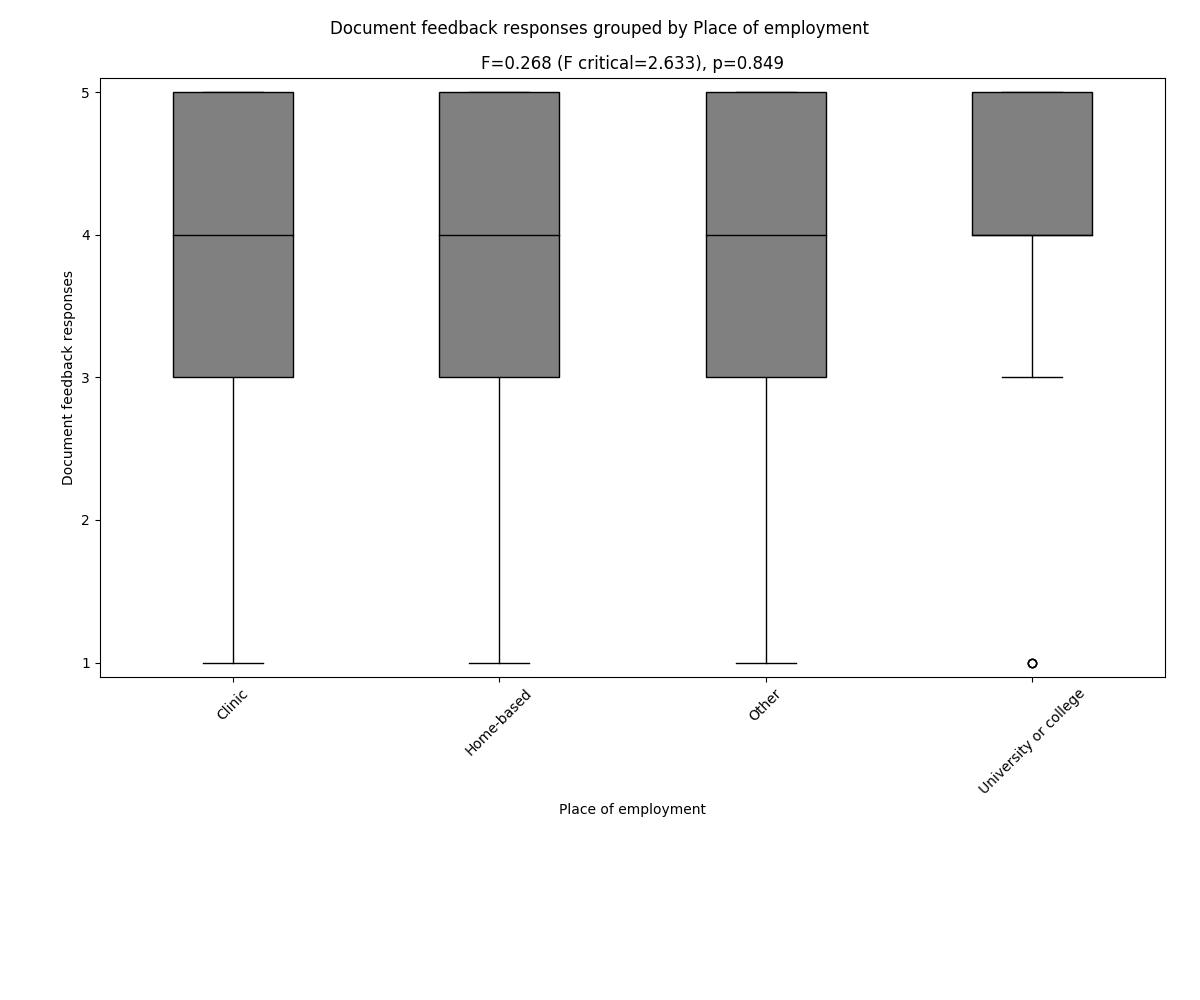 Document feedback responses grouped by Place of employment
F=0.268 (F critical=2.633), p=0.849
5
4
3
2
1
Document feedback responses
Clinic
Home-based
Other
University or college
Place of employment